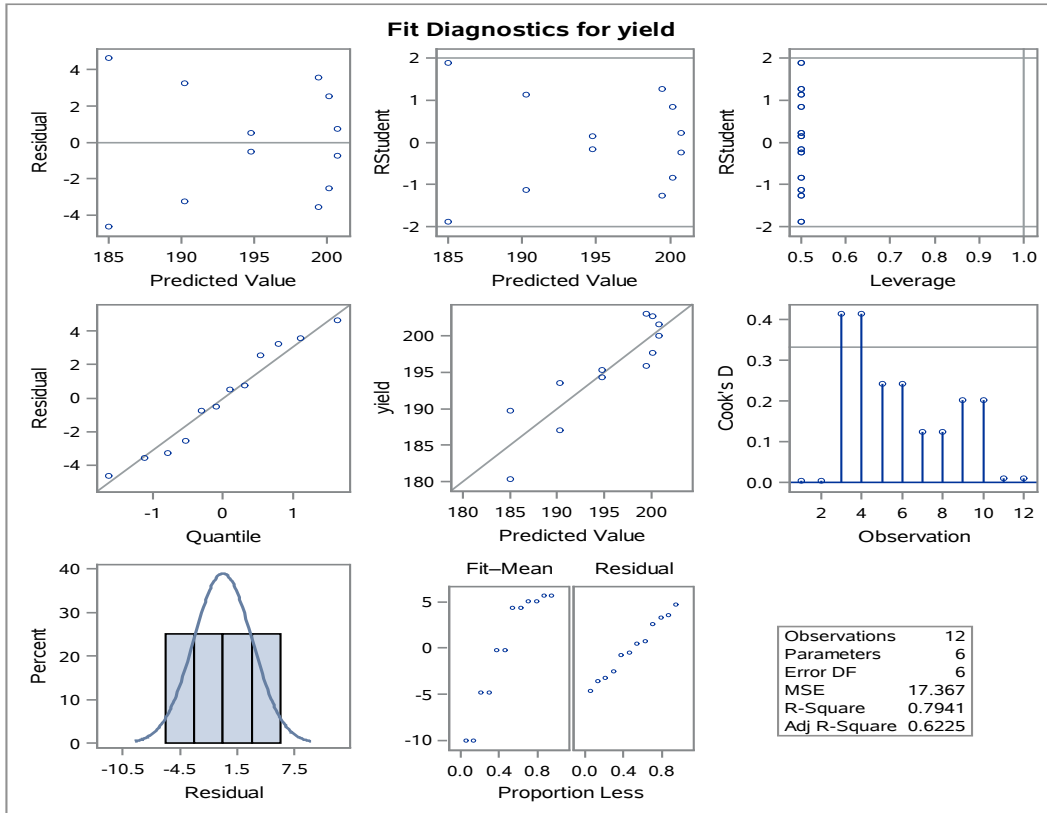 Fit Diagnostics for yield
Residual
4
2
0
-2
-4
185 190 195 200
Predicted Value
RStudent
2
1
0
-1
-2
185 190 195 200
Predicted Value
RStudent
2
1
0
-1
-2
0.5 0.6 0.7 0.8 0.9 1.0
Leverage
Residual
4
2
0
-2
-4
-1 0 1
Quantile
yield
200
195
190
185
180
180 185 190 195 200
Predicted Value
Cook's D
0.4
0.3
0.2
0.1
0.0
2 4 6 8 10 12
Observation
Percent
40
30
20
10
0
-10.5 -4.5 1.5 7.5
Residual
Fit–Mean Residual
5
0
-5
-10
0.0 0.4 0.8 0.0 0.4 0.8
Proportion Less
Observations 12
Parameters 6
Error DF 6
MSE 17.367
R-Square 0.7941
Adj R-Square 0.6225